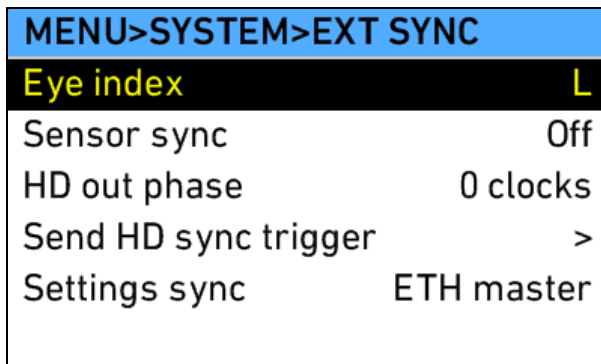 MENU>SYSTEM>EXT SYNC
Eye index L
Sensor sync Off
HD out phase 0 clocks
Send HD sync trigger >
Settings sync ETH master